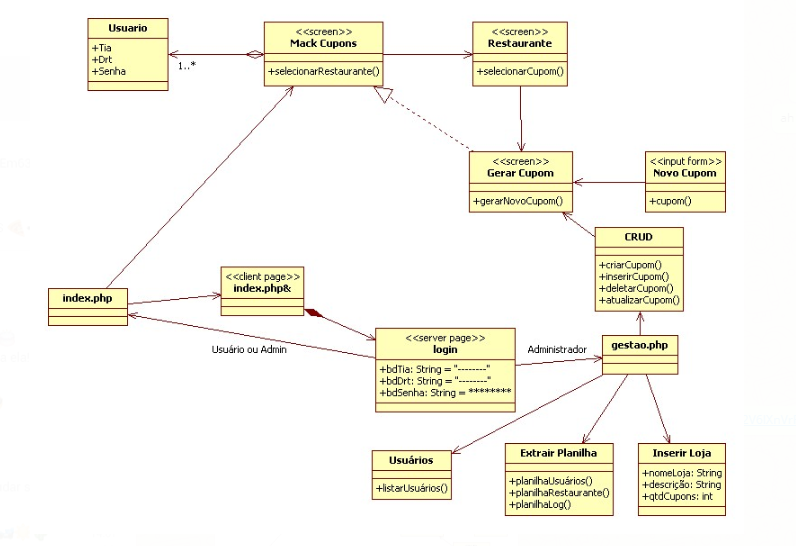 Usuario
+Tia
+Drt
+Senha
1..*
<<screen>>
Mack Cupons
+selecionarRestaurante()
<<screen>>
Restaurante
+selecionarCupom()
<<screen>>
Gerar Cupom
+gerarNovoCupom()
<<input form>>
Novo Cupom
+cupom()
CRUD
+criarCupom()
+inserirCupom()
+deletarCupom()
+atualizarCupom()
index.php
<<client page>>
index.php&
Usuário ou Admin
<<server page>>
login
+bdTia: String = "--------"
+bdDrt: String = "--------"
+bdSenha: String = ********
Administrador
gestao.php
Usuários
+listarUsuários()
Extrair Planilha
+planilhaUsuários()
+planilhaRestaurante()
+planilhaLog()
Inserir Loja
+nomeLoja: String
+descrição: String
+qtdCupons: int